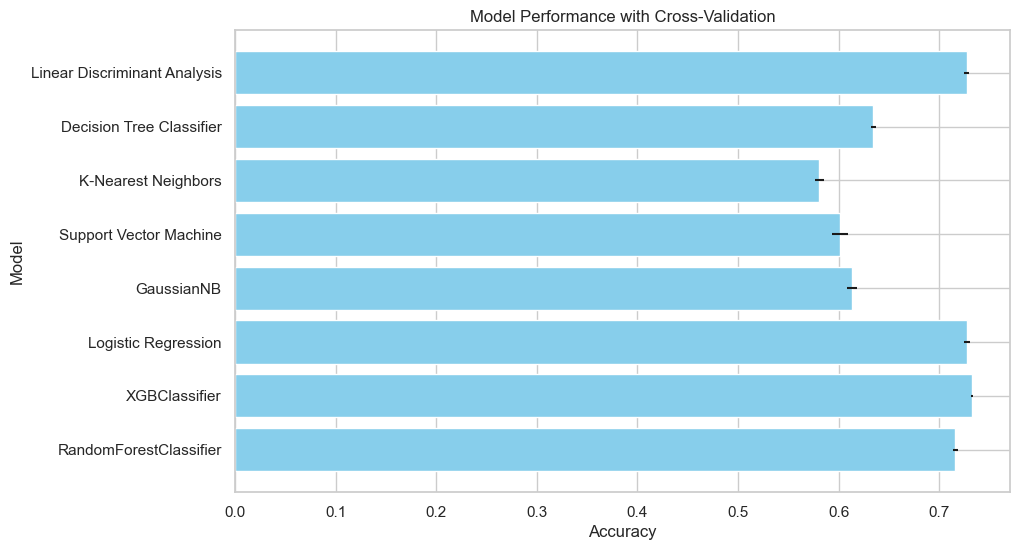 Model Performance with Cross-Validation
Linear Discriminant Analysis
Decision Tree Classifier
K-Nearest Neighbors
Support Vector Machine
GaussianNB
Logistic Regression
XGBClassifier
RandomForestClassifier
Model
0.0 0.1 0.2 0.3 0.4 0.5 0.6 0.7
Accuracy